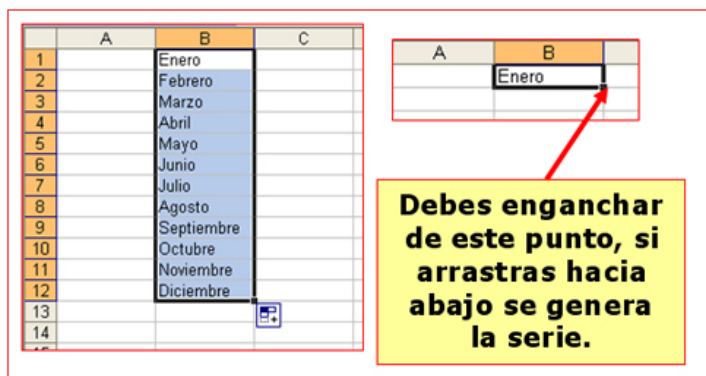 A B C
1 Enero
2 Febrero
3 Marzo
4 Abril
5 Mayo
6 Junio
7 Julio
8 Agosto
9 Septiembre
10 Octubre
11 Noviembre
12 Diciembre
13
14
A B
Enero
Debes enganchar
de este punto, si
arrastras hacia
abajo se genera
la serie.